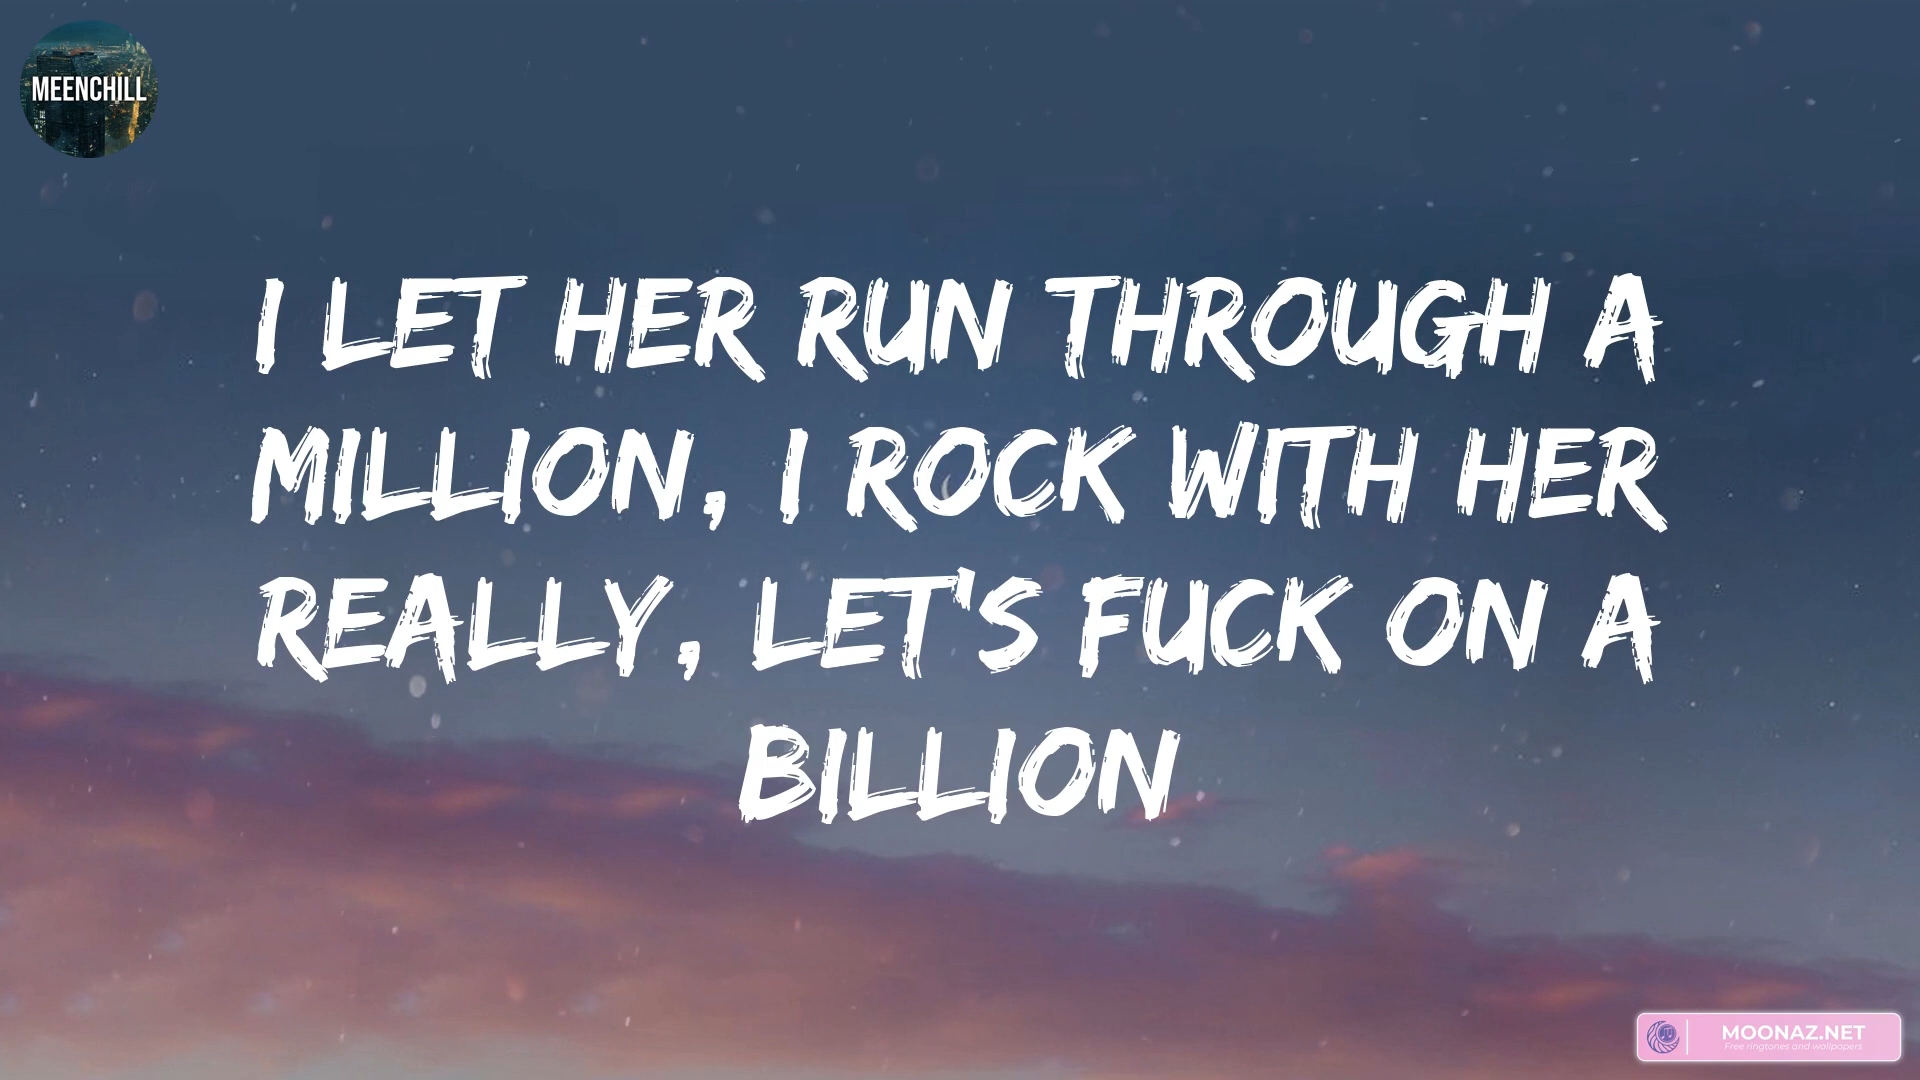 MEENCHILL
I LET HER RUN THROUGH A
MILLION, I ROCK WITH HER
REALLY, LET'S FUCK ON A
BILLION
MOONAZ.NET
Free ringtones and wallpapers